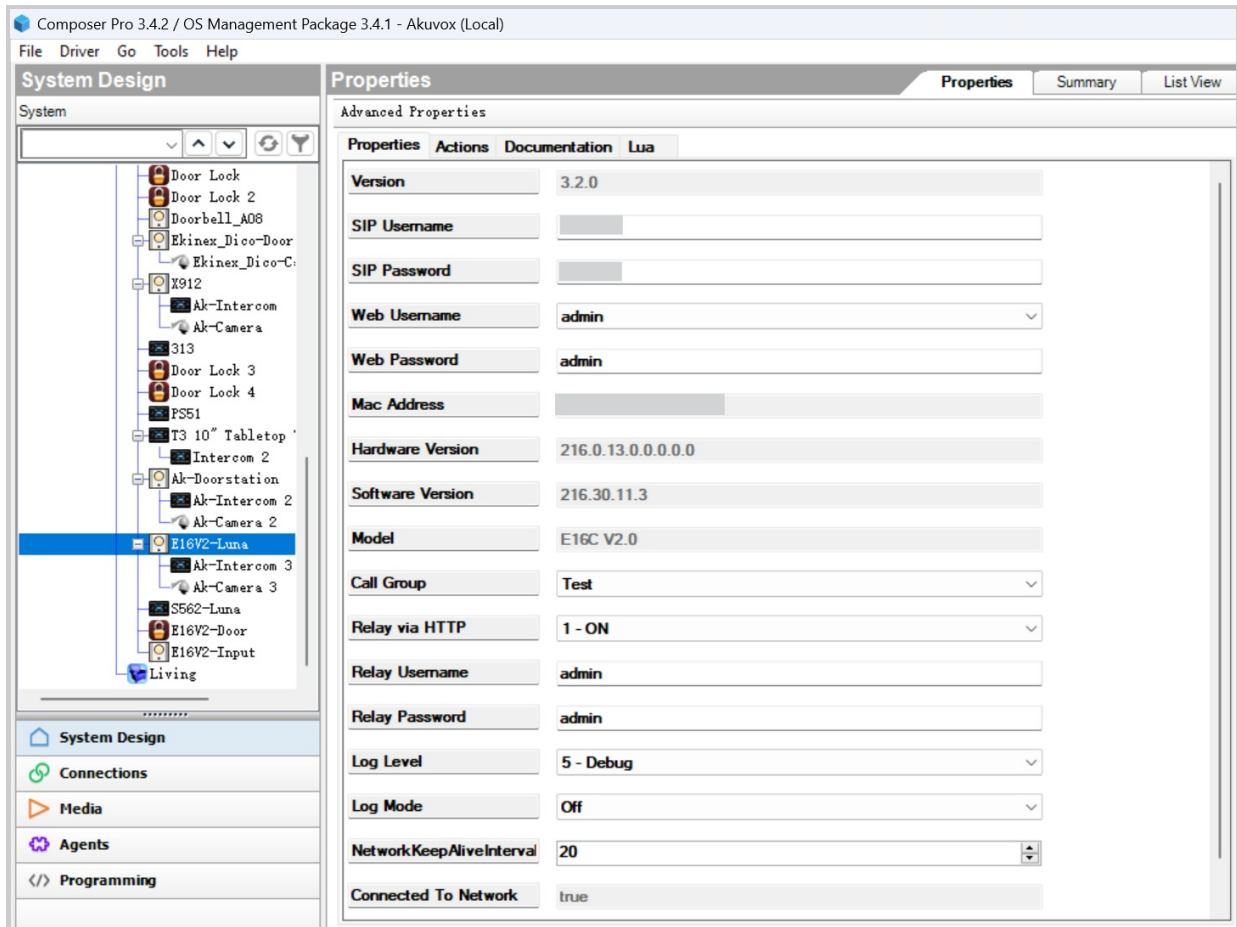 Composer Pro 3.4.2 / OS Management Package 3.4.1 - Akuvox (Local)
File Driver Go Tools Help
System Design
System
Door Lock
Door Lock 2
Doorbell_A08
Ekinex_Dico-Door
Ekinex_Dico-C
X912
Ak-Intercom
Ak-Camera
313
Door Lock 3
Door Lock 4
PS51
T3 10" Tabletop
Intercom 2
Ak-Doorstation
Ak-Intercom 2
Ak-Camera 2
E16V2-Luna
Ak-Intercom 3
Ak-Camera 3
S562-Luna
E16V2-Door
E16V2-Input
Living
System Design
Connections
Media
Agents
Programming
Properties
Properties Summary List View
Advanced Properties
Properties Actions Documentation Lua
Version 3.2.0
SIP Username
SIP Password
Web Username admin
Web Password admin
Mac Address
Hardware Version 216.0.13.0.0.0.0.0
Software Version 216.30.11.3
Model E16C V2.0
Call Group Test
Relay via HTTP 1 - ON
Relay Username admin
Relay Password admin
Log Level 5 - Debug
Log Mode Off
NetworkKeepAliveInterval 20
Connected To Network true